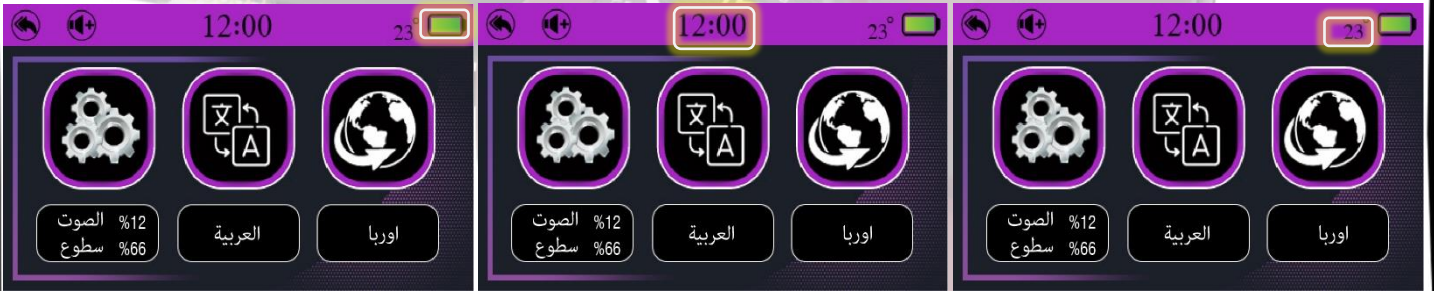 12:00 23°
%12 الصوت
%66 سطوع
العربية
اوربا
12:00 23°
%12 الصوت
%66 سطوع
العربية
اوربا
12:00 23°
%12 الصوت
%66 سطوع
العربية
اوربا